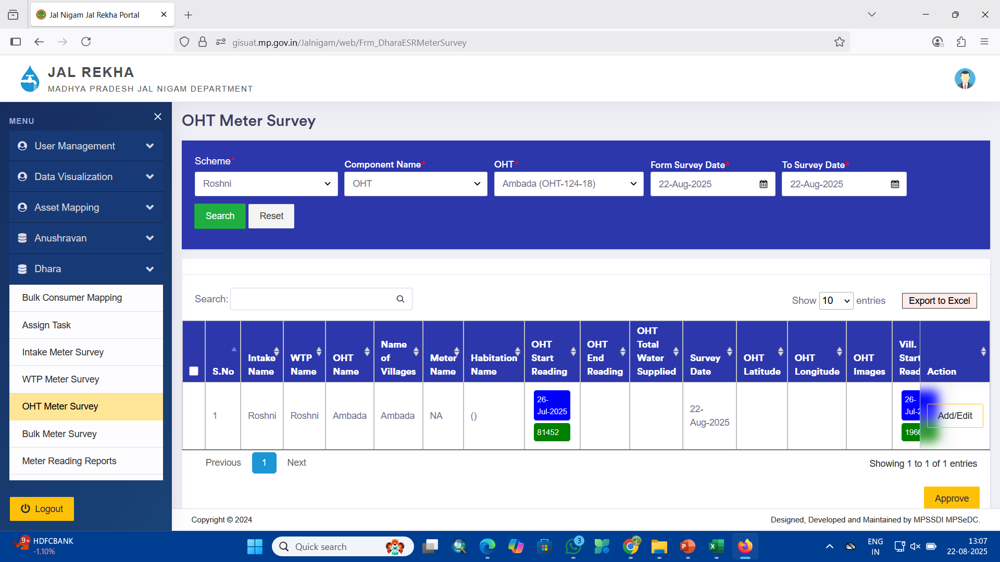 Jal Nigam Jal Rekha Portal
gisuat.mp.gov.in/Jalnigam/web/Frm_DharaESRMeterSurvey
JAL REKHA
MADHYA PRADESH JAL NIGAM DEPARTMENT
MENU
User Management
Data Visualization
Asset Mapping
Anushravan
Dhara
Bulk Consumer Mapping
Assign Task
Intake Meter Survey
WTP Meter Survey
OHT Meter Survey
Bulk Meter Survey
Meter Reading Reports
Logout
OHT Meter Survey
Scheme* Component Name* OHT* Form Survey Date* To Survey Date*
Roshni OHT Ambada (OHT-124-18) 22-Aug-2025 22-Aug-2025
Search Reset
Search: Show 10 entries Export to Excel
S.No
Intake
Name
WTP
Name
OHT
Name
Name
of
Villages
Meter
Name
Habitation
Name
OHT
Start
Reading
OHT
End
Reading
OHT
Total
Water
Supplied
Survey
Date
OHT
Latitude
OHT
Longitude
OHT
Images
Vill.
Start
Read
Action
1 Roshni Roshni Ambada Ambada NA ()
26-
Jul-2025
81452
22-
Aug-2025
26-
Jul-2
1966
Add/Edit
Previous 1 Next Showing 1 to 1 of 1 entries
Approve
Copyright © 2024 Designed, Developed and Maintained by MPSSDI MPSeDC.
9+ HDFCBANK
-1.10%
Quick search
3
ENG
IN
13:07
22-08-2025